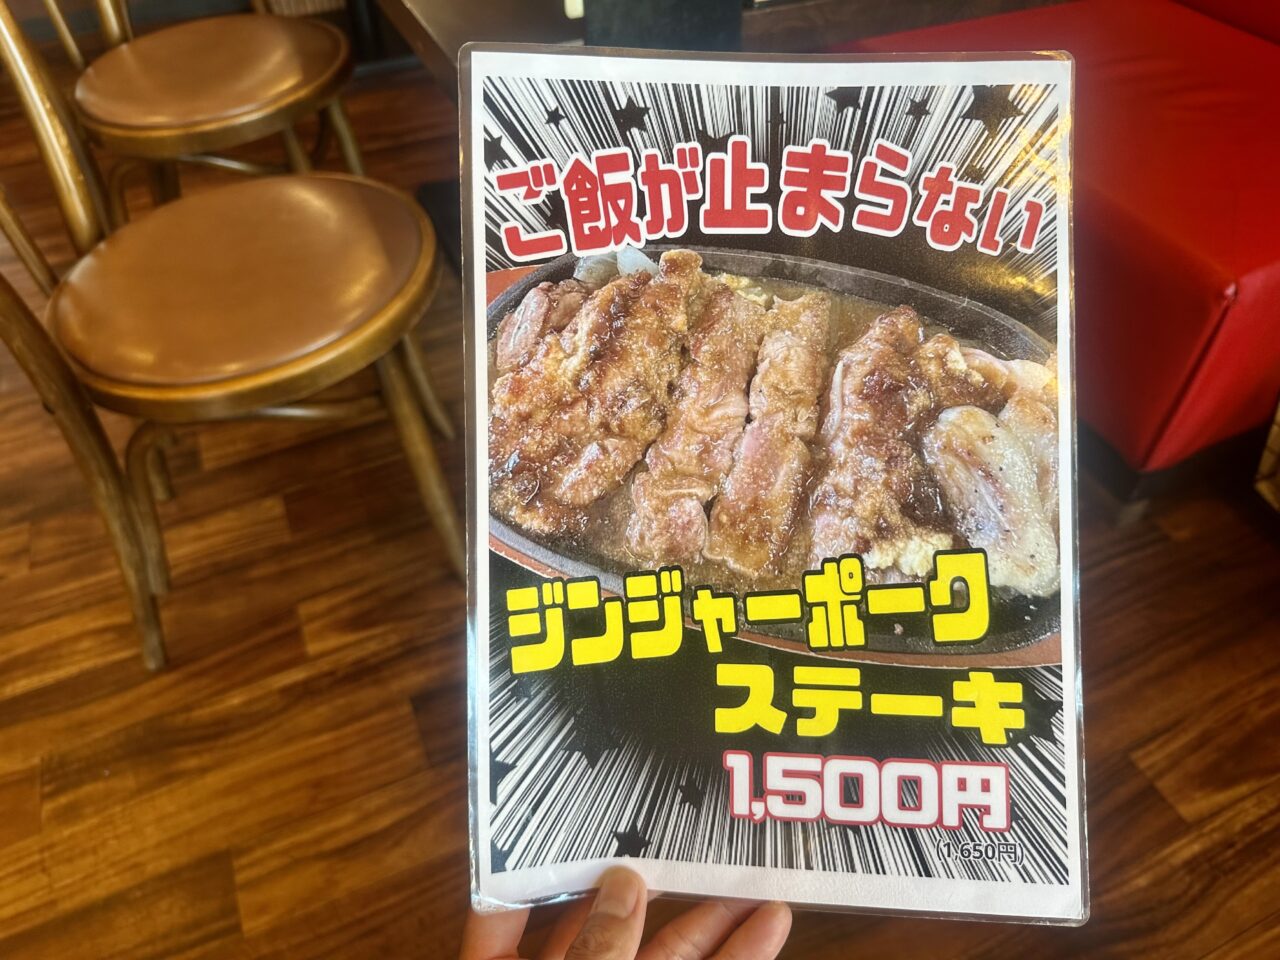 ご飯が止まらない
ジンジャーポーク
ステーキ
1,500円
(1,650円)